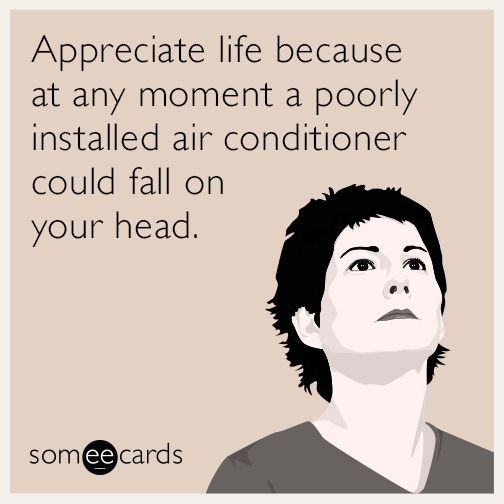 Appreciate life because
at any moment a poorly
installed air conditioner
could fall on
your head.
someecards